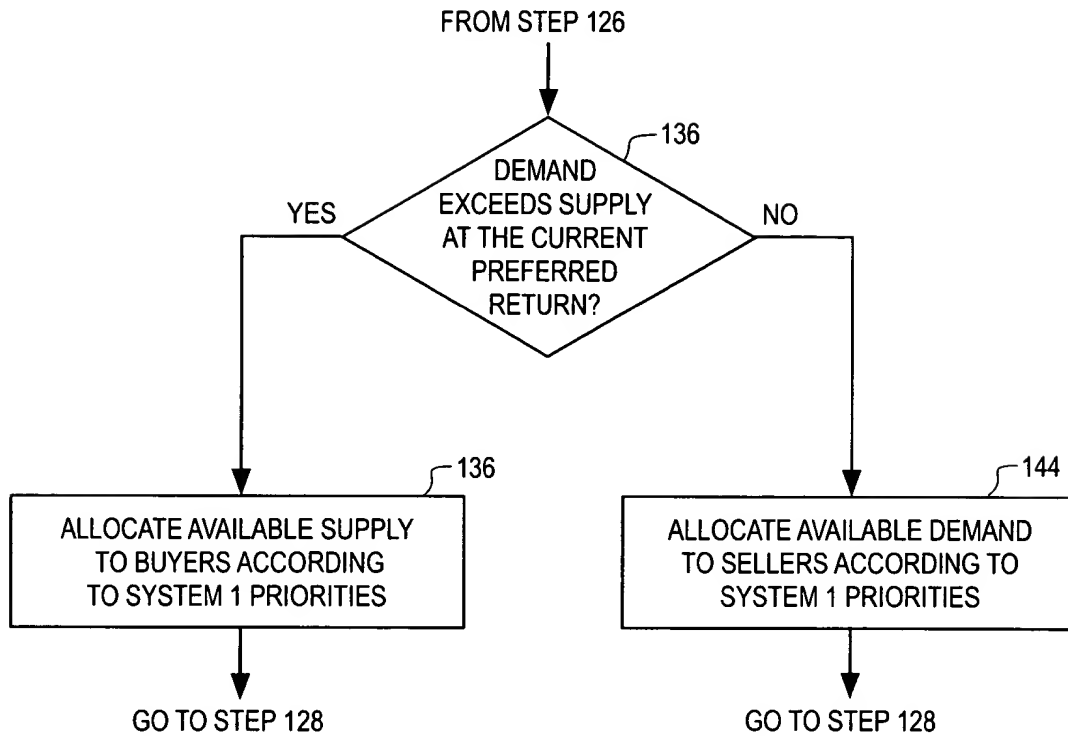 FROM STEP 126
136
DEMAND
EXCEEDS SUPPLY
AT THE CURRENT
PREFERRED
RETURN?
YES
NO
136
ALLOCATE AVAILABLE SUPPLY
TO BUYERS ACCORDING
TO SYSTEM 1 PRIORITIES
144
ALLOCATE AVAILABLE DEMAND
TO SELLERS ACCORDING TO
SYSTEM 1 PRIORITIES
GO TO STEP 128
GO TO STEP 128